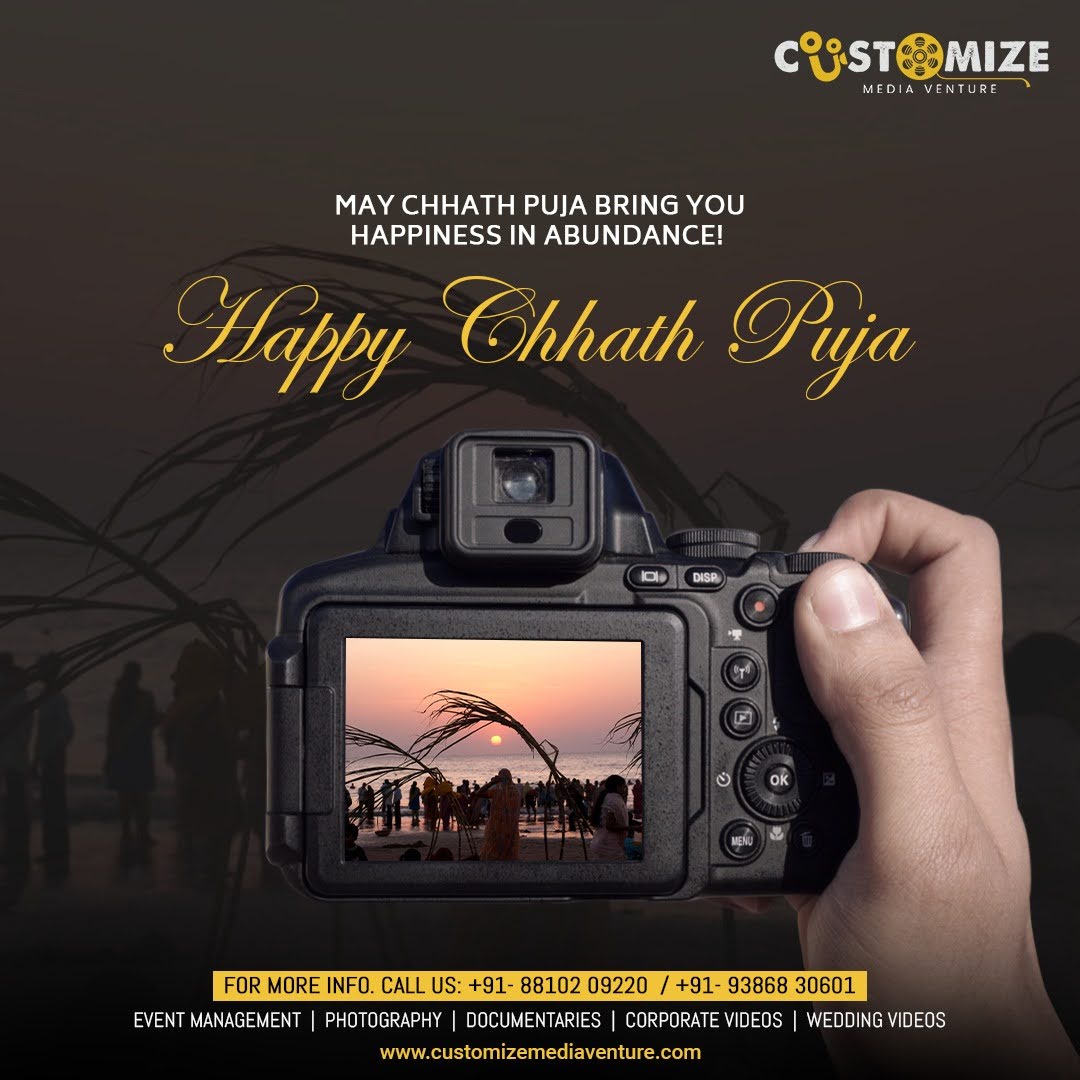 CUSTOMIZE
MEDIA VENTURE
MAY CHHATH PUJA BRING YOU
HAPPINESS IN ABUNDANCE!
Happy Chhath Puja
DISP
OK
MENU
FOR MORE INFO. CALL US: +91- 88102 09220 / +91- 93868 30601
EVENT MANAGEMENT | PHOTOGRAPHY | DOCUMENTARIES | CORPORATE VIDEOS | WEDDING VIDEOS
www.customizemediaventure.com